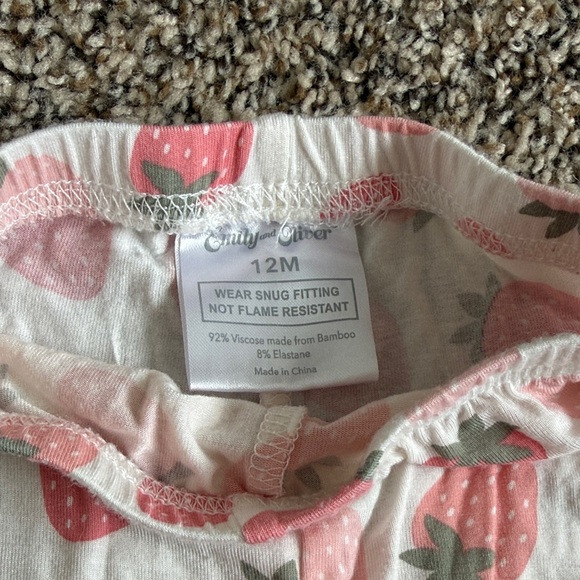 Emily and Oliver
12M
WEAR SNUG FITTING
NOT FLAME RESISTANT
92% Viscose made from Bamboo
8% Elastane
Made in China